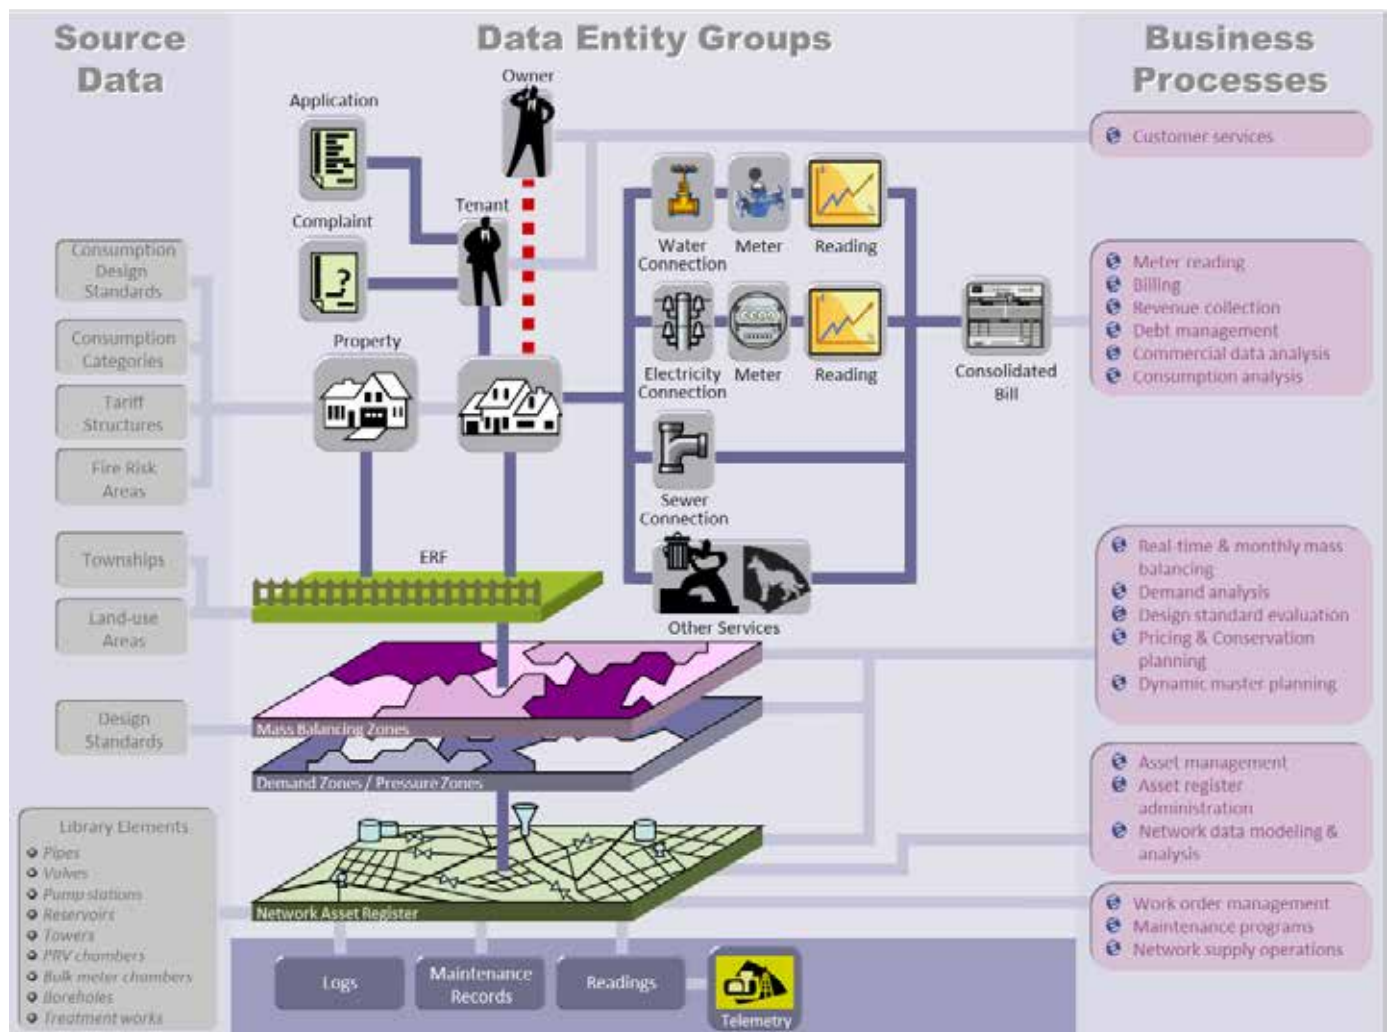 Source
Data
Data Entity Groups
Business
Processes
Consumption
Design
Standards
Consumption
Categories
Tariff
Structures
Fire Risk
Areas
Townships
Land-use
Areas
Design
Standards
Library Elements
Pipes
Valves
Pump stations
Reservoirs
Towers
PRV chambers
Bulk meter chambers
Boreholes
Treatment works
Owner
Application
Tenant
Complaint
Property
ERF
Water
Connection
Meter
Reading
Electricity
Connection
Meter
Reading
Sewer
Connection
Other Services
Consolidated
Bill
Mass Balancing Zones
Demand Zones / Pressure Zones
Network Asset Register
Logs
Maintenance
Records
Readings
Telemetry
Customer services
Meter reading
Billing
Revenue collection
Debt management
Commercial data analysis
Consumption analysis
Real-time & monthly mass
balancing
Demand analysis
Design standard evaluation
Pricing & Conservation
planning
Dynamic master planning
Asset management
Asset register
administration
Network data modeling &
analysis
Work order management
Maintenance programs
Network supply operations